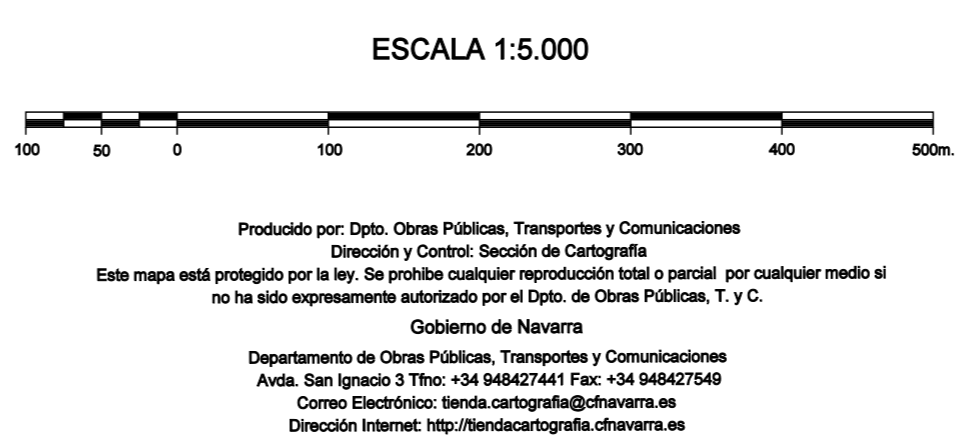 ESCALA 1:5.000
100 50 0 100 200 300 400 500m.
Producido por: Dpto. Obras Públicas, Transportes y Comunicaciones
Dirección y Control: Sección de Cartografía
Este mapa está protegido por la ley. Se prohibe cualquier reproducción total o parcial por cualquier medio si
no ha sido expresamente autorizado por el Dpto. de Obras Públicas, T. y C.
Gobierno de Navarra
Departamento de Obras Públicas, Transportes y Comunicaciones
Avda. San Ignacio 3 Tfno: +34 948427441 Fax: +34 948427549
Correo Electrónico: tienda.cartografia@cfnavarra.es
Dirección Internet: http://tiendacartografia.cfnavarra.es